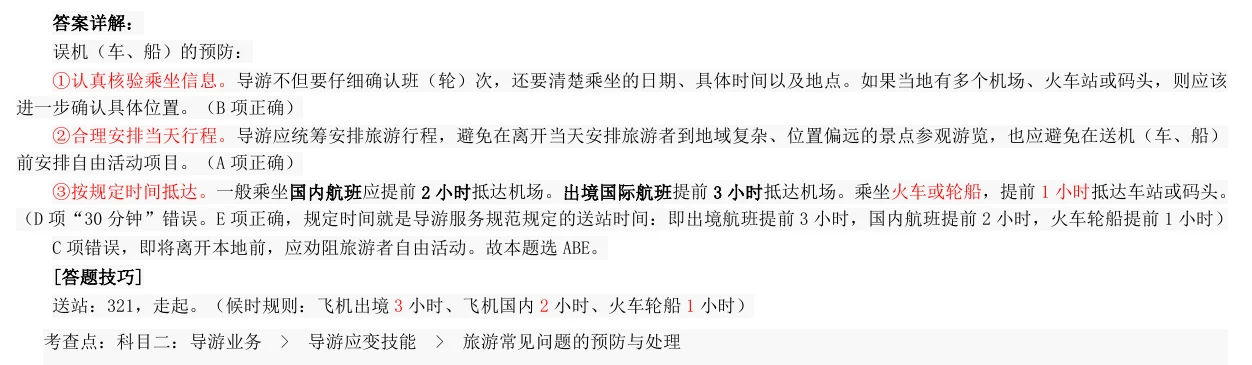 答案详解：
误机（车、船）的预防：
①认真核验乘坐信息。导游不但要仔细确认班（轮）次，还要清楚乘坐的日期、具体时间以及地点。如果当地有多个机场、火车站或码头，则应该
进一步确认具体位置。（B 项正确）
②合理安排当天行程。导游应统筹安排旅游行程，避免在离开当天安排旅游者到地域复杂、位置偏远的景点参观游览，也应避免在送机（车、船）
前安排自由活动项目。（A 项正确）
③按规定时间抵达。一般乘坐国内航班应提前 2 小时抵达机场。出境国际航班提前 3 小时抵达机场。乘坐火车或轮船，提前 1 小时抵达车站或码头。
（D 项“30 分钟”错误。E 项正确，规定时间就是导游服务规范规定的送站时间：即出境航班提前 3 小时，国内航班提前 2 小时，火车轮船提前 1 小时）
C 项错误，即将离开本地前，应劝阻旅游者自由活动。故本题选 ABE。
[答题技巧]
送站：321，走起。（候时规则：飞机出境 3 小时、飞机国内 2 小时、火车轮船 1 小时）
考查点：科目二：导游业务 > 导游应变技能 > 旅游常见问题的预防与处理